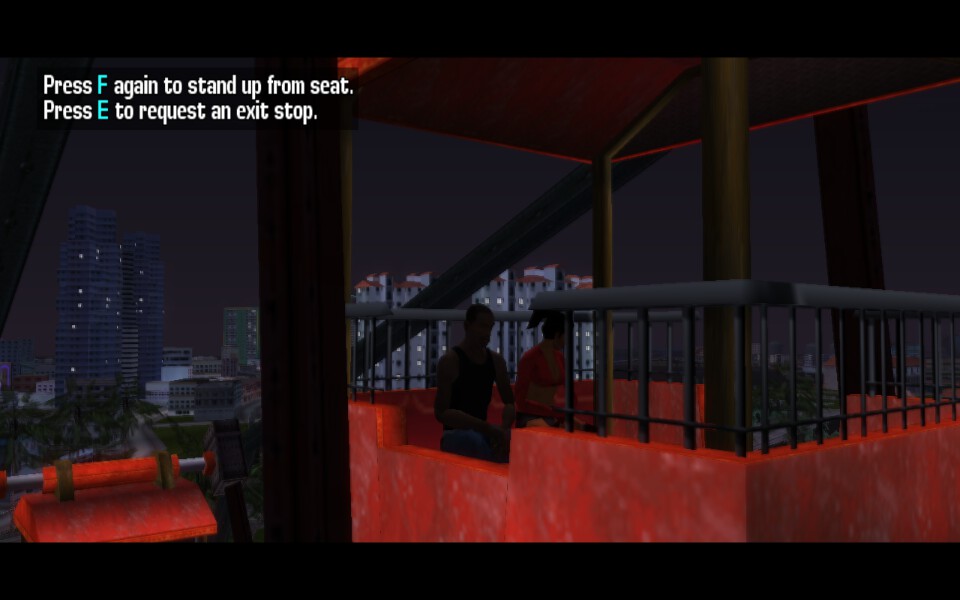 Press F again to stand up from seat.
Press E to request an exit stop.